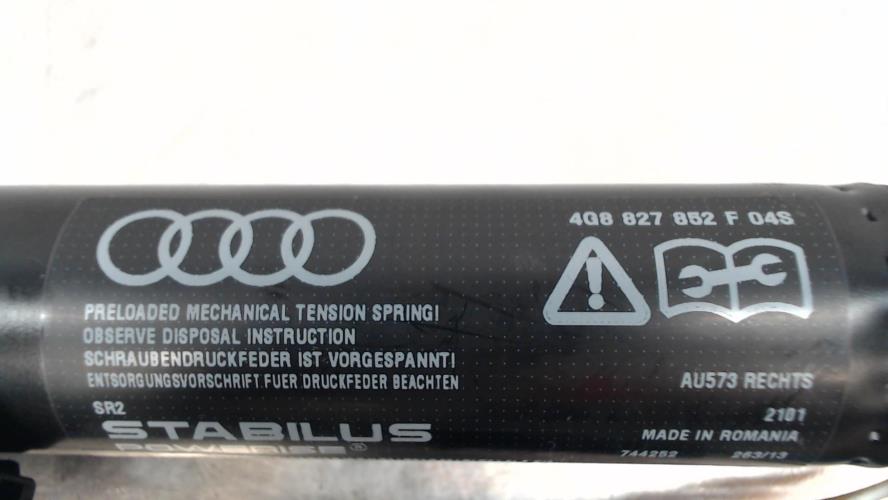 4G8 827 852 F 04S
PRELOADED MECHANICAL TENSION SPRING!
OBSERVE DISPOSAL INSTRUCTION
SCHRAUBENDRUCKFEDER IST VORGESPANNT!
ENTSORGUNGSVORSCHRIFT FUER DRUCKFEDER BEACHTEN
AU573 RECHTS
SR2
2101
STABILUS
MADE IN ROMANIA
POWERISE®
744252 263/13